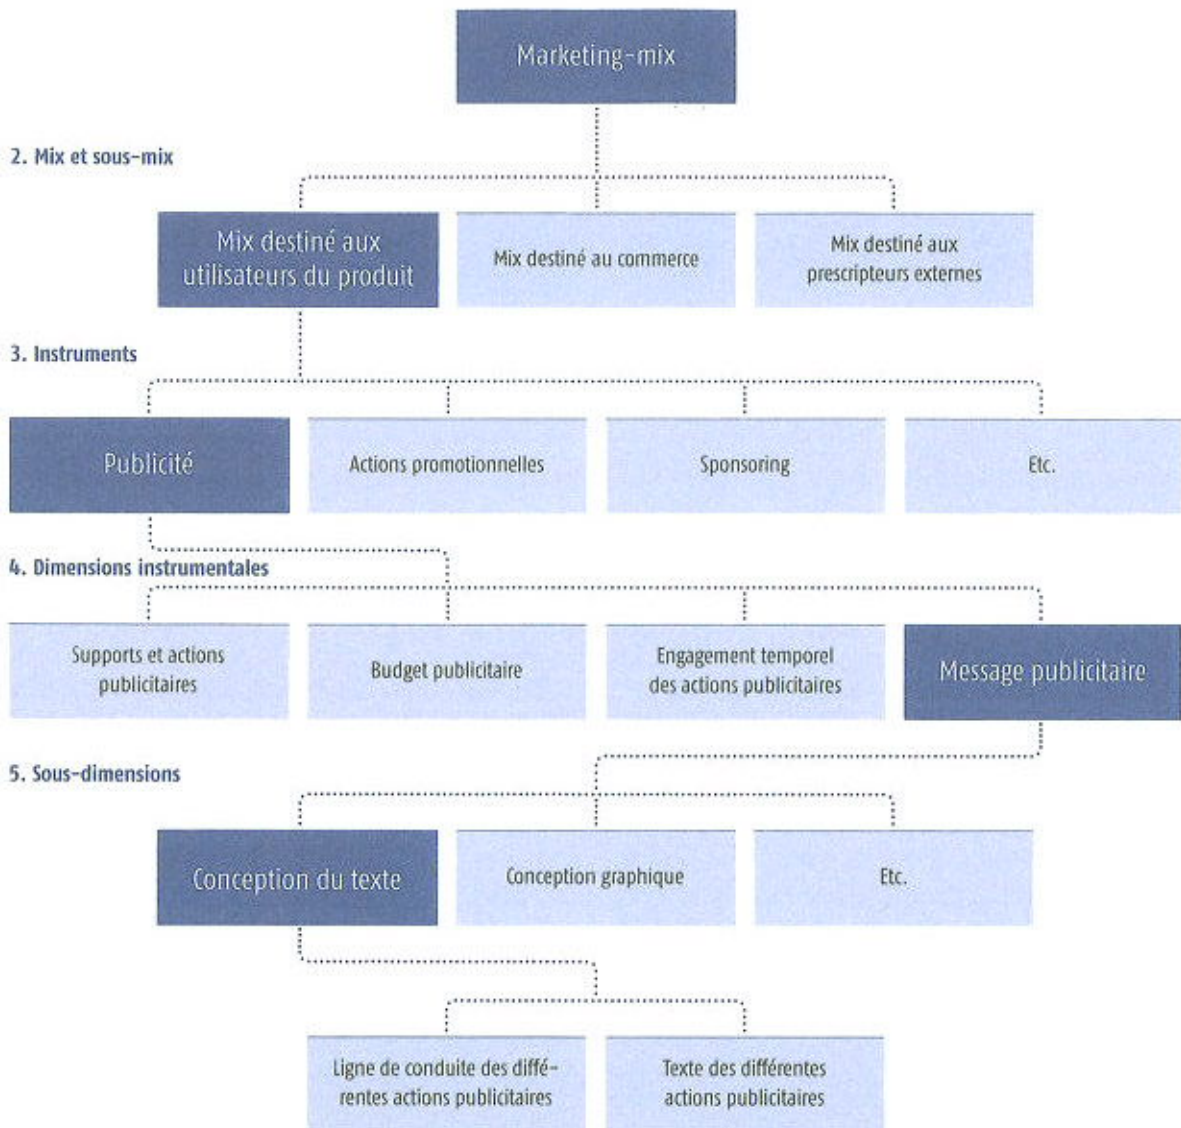 Marketing-mix
2. Mix et sous-mix
Mix destiné aux
utilisateurs du produit
Mix destiné au commerce
Mix destiné aux
prescripteurs externes
3. Instruments
Publicité
Actions promotionnelles
Sponsoring
Etc.
4. Dimensions instrumentales
Supports et actions
publicitaires
Budget publicitaire
Engagement temporel
des actions publicitaires
Message publicitaire
5. Sous-dimensions
Conception du texte
Conception graphique
Etc.
Ligne de conduite des diffé-
rentes actions publicitaires
Texte des différentes
actions publicitaires